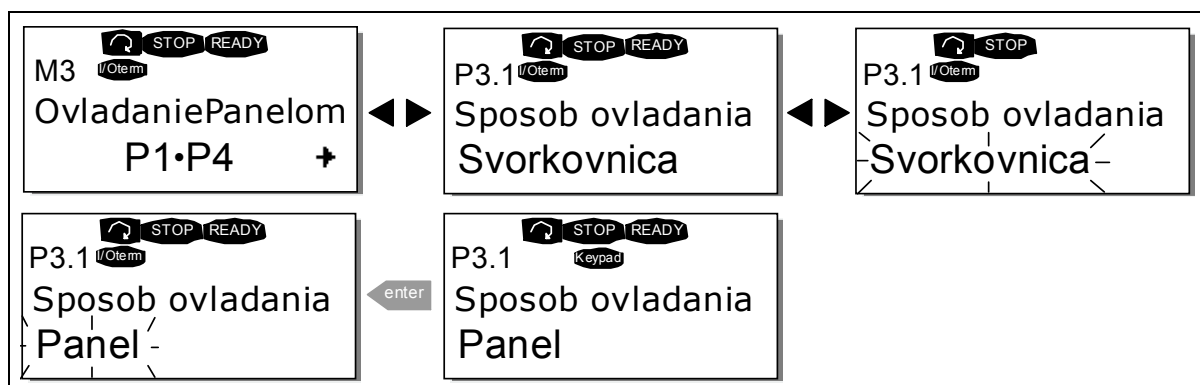 STOP READY
M3 I/Oterm
OvladaniePanelom
P1•P4
STOP READY
P3.1 I/Oterm
Sposob ovladania
Svorkovnica
STOP
P3.1 I/Oterm
Sposob ovladania
Svorkovnica
STOP READY
P3.1 I/Oterm
Sposob ovladania
Panel
enter
STOP READY
P3.1 Keypad
Sposob ovladania
Panel